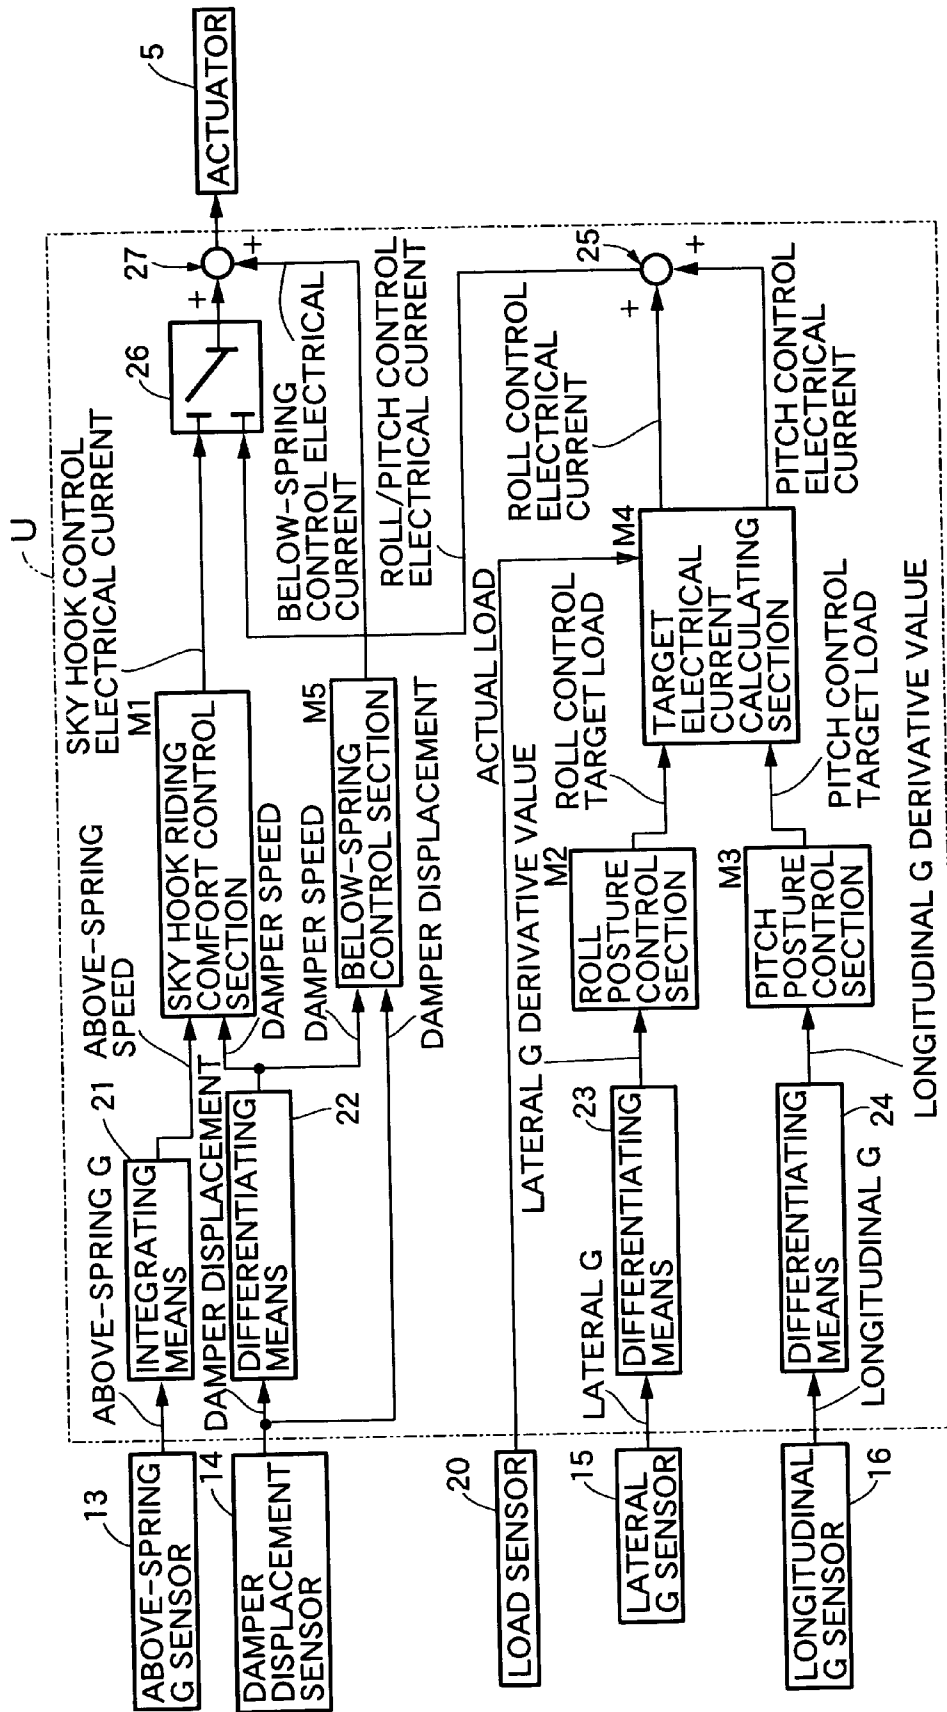 U
ABOVE-SPRING
G SENSOR
13
ABOVE-SPRING G
INTEGRATING
MEANS
21
ABOVE-SPRING
SPEED
SKY HOOK RIDING
COMFORT CONTROL
SECTION
M1
SKY HOOK CONTROL
ELECTRICAL CURRENT
26
27
+
+
ACTUATOR
5
DAMPER
DISPLACEMENT
SENSOR
14
DAMPER DISPLACEMENT
DIFFERENTIATING
MEANS
22
DAMPER SPEED
DAMPER SPEED
BELOW-SPRING
CONTROL SECTION
M5
BELOW-SPRING
CONTROL ELECTRICAL
CURRENT
DAMPER DISPLACEMENT
ROLL/PITCH CONTROL
ELECTRICAL CURRENT
LOAD SENSOR
20
ACTUAL LOAD
LATERAL
G SENSOR
15
LATERAL G
DIFFERENTIATING
MEANS
23
LATERAL G DERIVATIVE VALUE
ROLL
POSTURE
CONTROL
SECTION
M2
ROLL CONTROL
TARGET LOAD
TARGET
ELECTRICAL
CURRENT
CALCULATING
SECTION
M4
ROLL CONTROL
ELECTRICAL
CURRENT
25
+
+
LONGITUDINAL
G SENSOR
16
LONGITUDINAL G
DIFFERENTIATING
MEANS
24
LONGITUDINAL G DERIVATIVE VALUE
PITCH
POSTURE
CONTROL
SECTION
M3
PITCH CONTROL
TARGET LOAD
PITCH CONTROL
ELECTRICAL
CURRENT